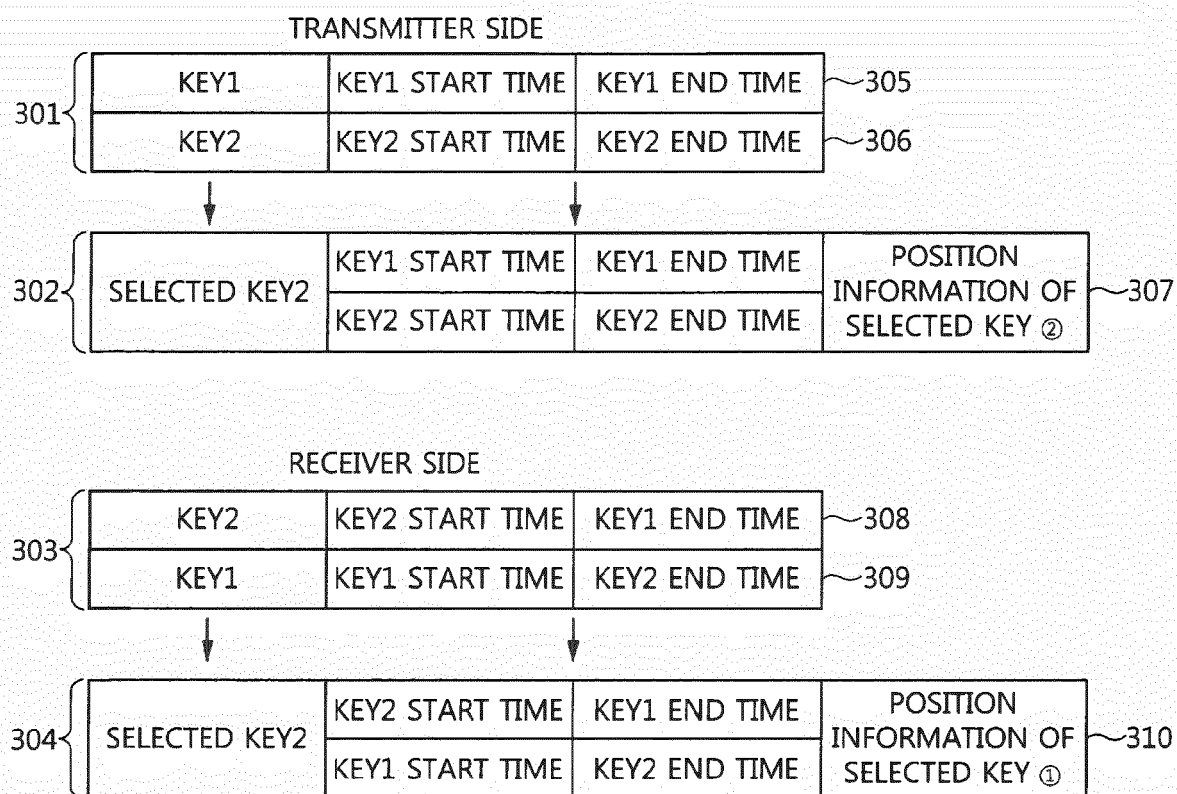 TRANSMITTER SIDE
301
KEY1 KEY1 START TIME KEY1 END TIME 305
KEY2 KEY2 START TIME KEY2 END TIME 306
302
SELECTED KEY2
KEY1 START TIME KEY1 END TIME
KEY2 START TIME KEY2 END TIME
POSITION
INFORMATION OF
SELECTED KEY ②
307
RECEIVER SIDE
303
KEY2 KEY2 START TIME KEY1 END TIME 308
KEY1 KEY1 START TIME KEY2 END TIME 309
304
SELECTED KEY2
KEY2 START TIME KEY1 END TIME
KEY1 START TIME KEY2 END TIME
POSITION
INFORMATION OF
SELECTED KEY ①
310